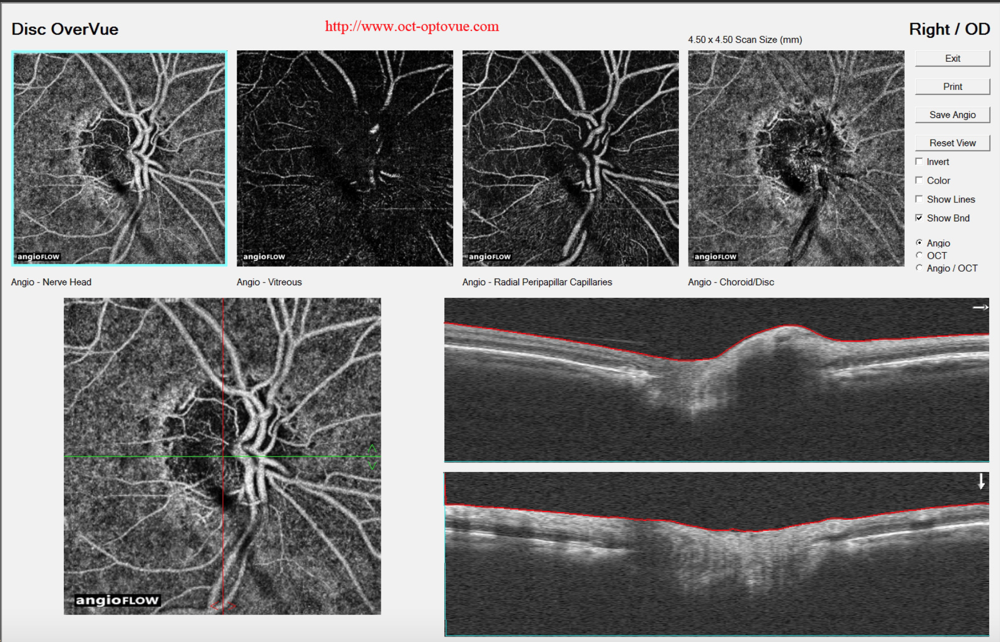 Disc OverVue
http://www.oct-optovue.com
Right / OD
4.50 x 4.50 Scan Size (mm)
Exit
Print
Save Angio
Reset View
Invert
Color
Show Lines
Show Bnd
Angio
OCT
Angio / OCT
angioFLOW
angioFLOW
angioFLOW
angioFLOW
Angio - Nerve Head
Angio - Vitreous
Angio - Radial Peripapillar Capillaries
Angio - Choroid/Disc
angioFLOW